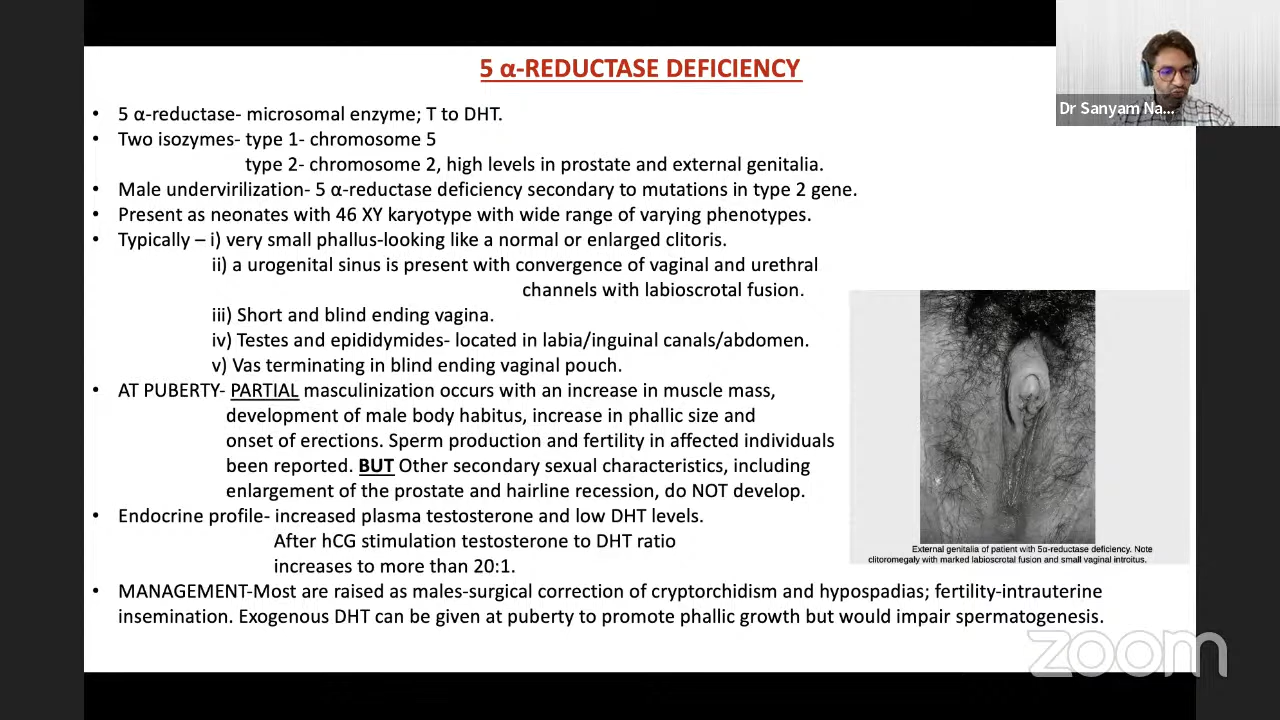 5 α-REDUCTASE DEFICIENCY
Dr Sanyam Na...
• 5 α-reductase- microsomal enzyme; T to DHT.
• Two isozymes- type 1- chromosome 5
type 2- chromosome 2, high levels in prostate and external genitalia.
• Male undervirilization- 5 α-reductase deficiency secondary to mutations in type 2 gene.
• Present as neonates with 46 XY karyotype with wide range of varying phenotypes.
• Typically – i) very small phallus-looking like a normal or enlarged clitoris.
ii) a urogenital sinus is present with convergence of vaginal and urethral
channels with labioscrotal fusion.
iii) Short and blind ending vagina.
iv) Testes and epididymides- located in labia/inguinal canals/abdomen.
v) Vas terminating in blind ending vaginal pouch.
• AT PUBERTY- PARTIAL masculinization occurs with an increase in muscle mass,
development of male body habitus, increase in phallic size and
onset of erections. Sperm production and fertility in affected individuals
been reported. BUT Other secondary sexual characteristics, including
enlargement of the prostate and hairline recession, do NOT develop.
• Endocrine profile- increased plasma testosterone and low DHT levels.
After hCG stimulation testosterone to DHT ratio
increases to more than 20:1.
External genitalia of patient with 5α-reductase deficiency. Note
clitoromegaly with marked labioscrotal fusion and small vaginal introitus.
• MANAGEMENT-Most are raised as males-surgical correction of cryptorchidism and hypospadias; fertility-intrauterine
insemination. Exogenous DHT can be given at puberty to promote phallic growth but would impair spermatogenesis.
zoom